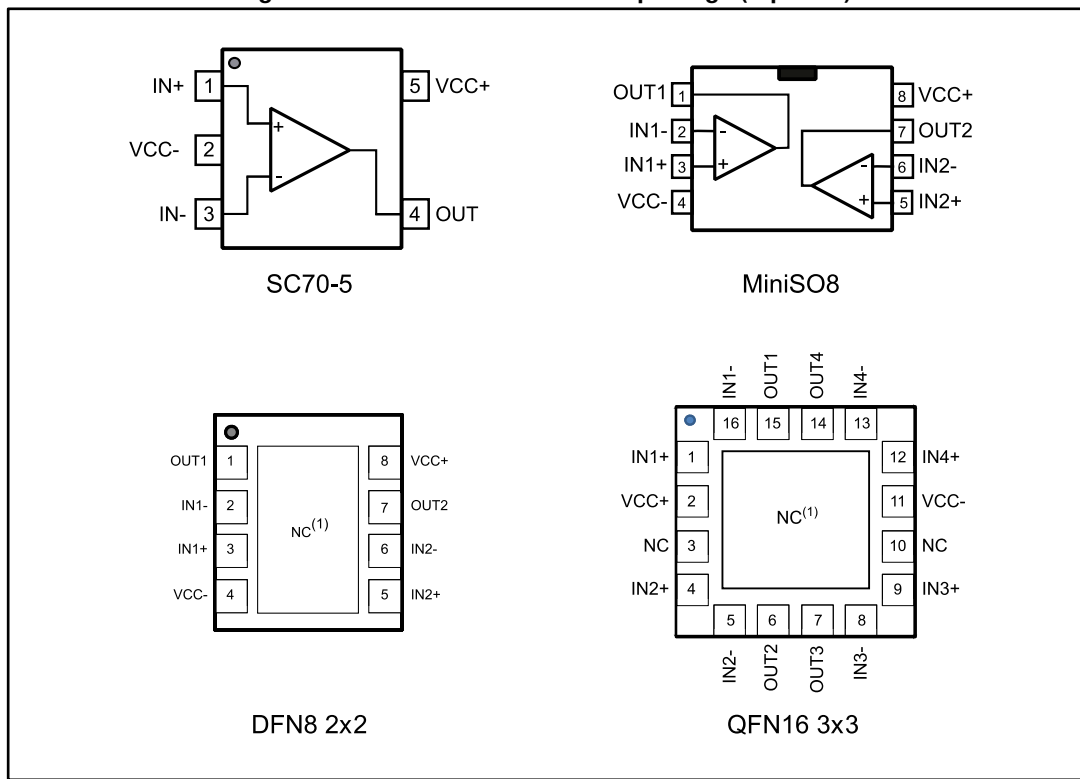 IN+ 1
5 VCC+
VCC- 2
IN- 3
4 OUT
+
-
SC70-5
OUT1 1
8 VCC+
IN1- 2
7 OUT2
IN1+ 3
6 IN2-
VCC- 4
5 IN2+
-
+
-
+
MiniSO8
OUT1 1
8 VCC+
IN1- 2
7 OUT2
IN1+ 3
6 IN2-
VCC- 4
5 IN2+
NC(1)
DFN8 2x2
IN1- OUT1 OUT4 IN4-
16 15 14 13
IN1+ 1
12 IN4+
VCC+ 2
11 VCC-
NC 3
10 NC
IN2+ 4
9 IN3+
NC(1)
5 6 7 8
IN2- OUT2 OUT3 IN3-
QFN16 3x3